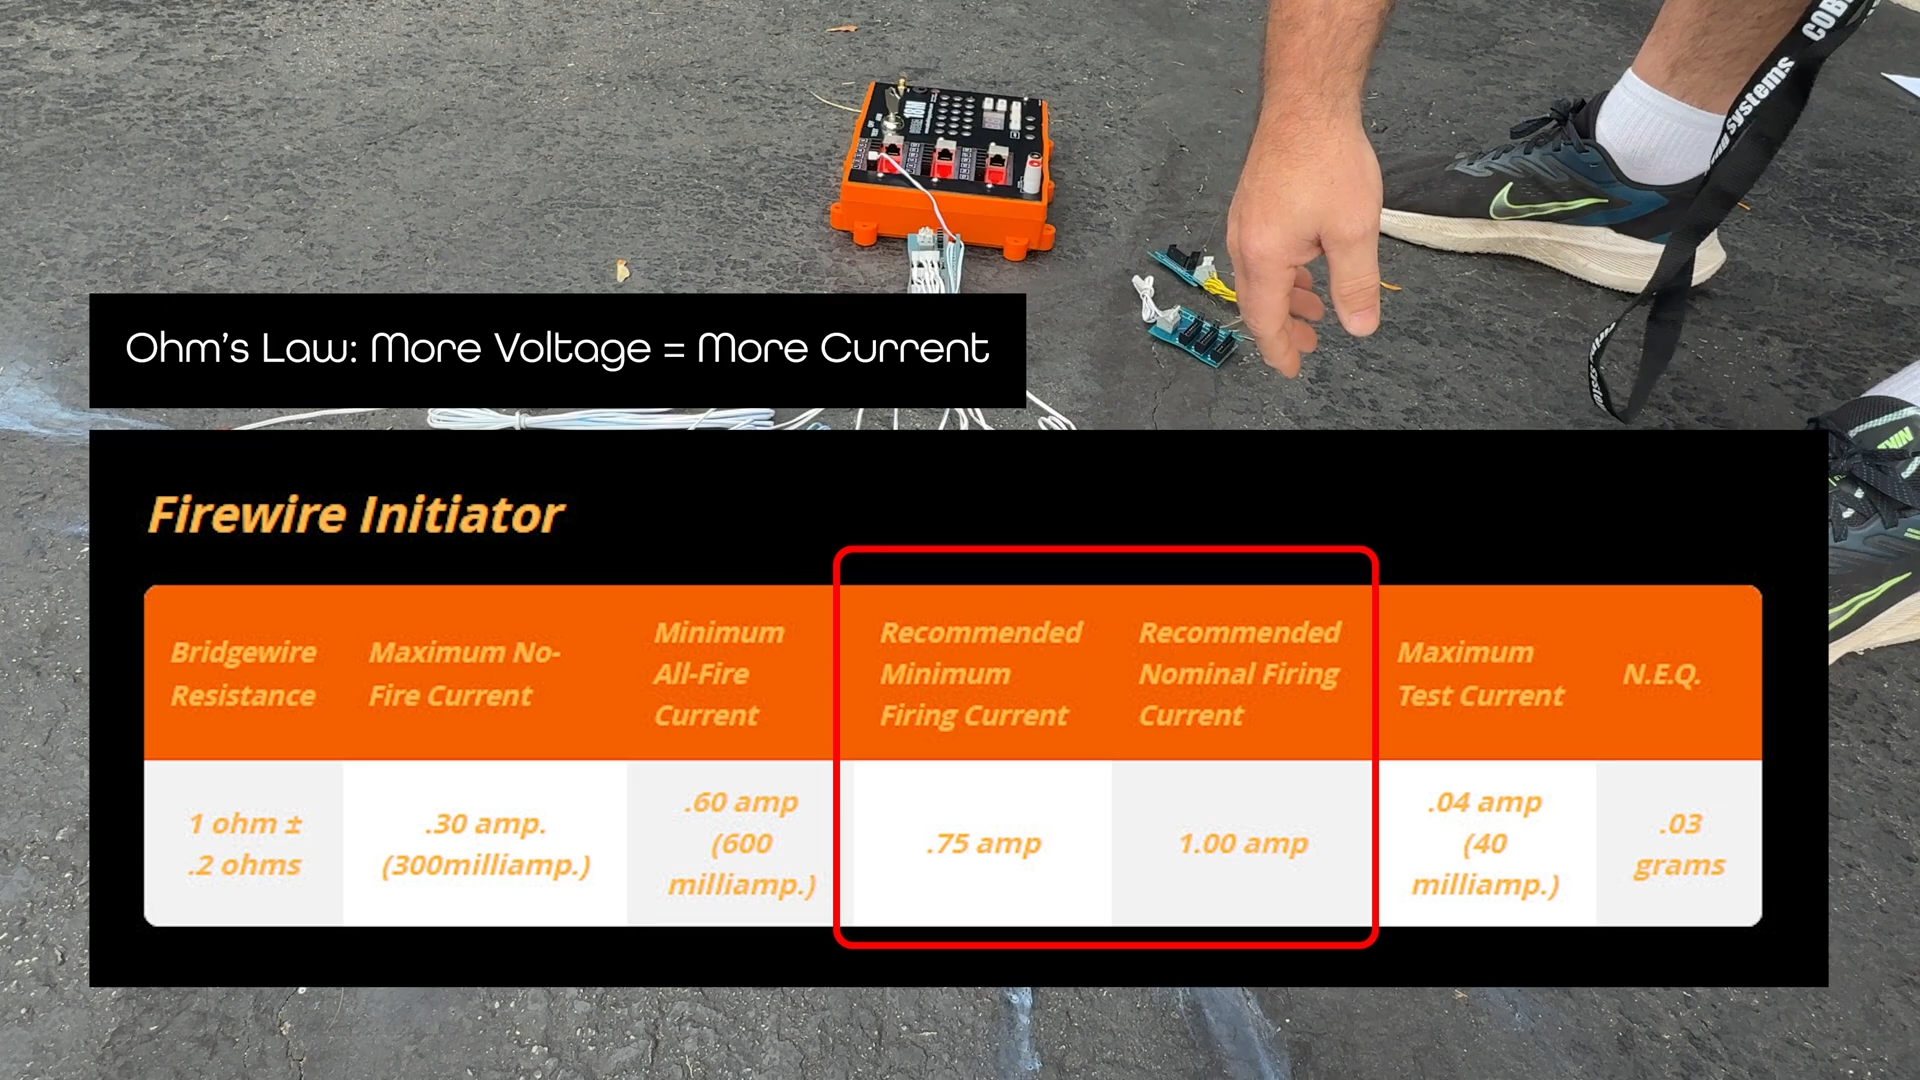 COB
systems
18M
Ohm's Law: More Voltage = More Current
Firewire Initiator
Bridgewire
Resistance
Maximum No-
Fire Current
Minimum
All-Fire
Current
Recommended
Minimum
Firing Current
Recommended
Nominal Firing
Current
Maximum
Test Current
N.E.Q.
1 ohm ±
.2 ohms
.30 amp.
(300milliamp.)
.60 amp
(600
milliamp.)
.75 amp
1.00 amp
.04 amp
(40
milliamp.)
.03
grams